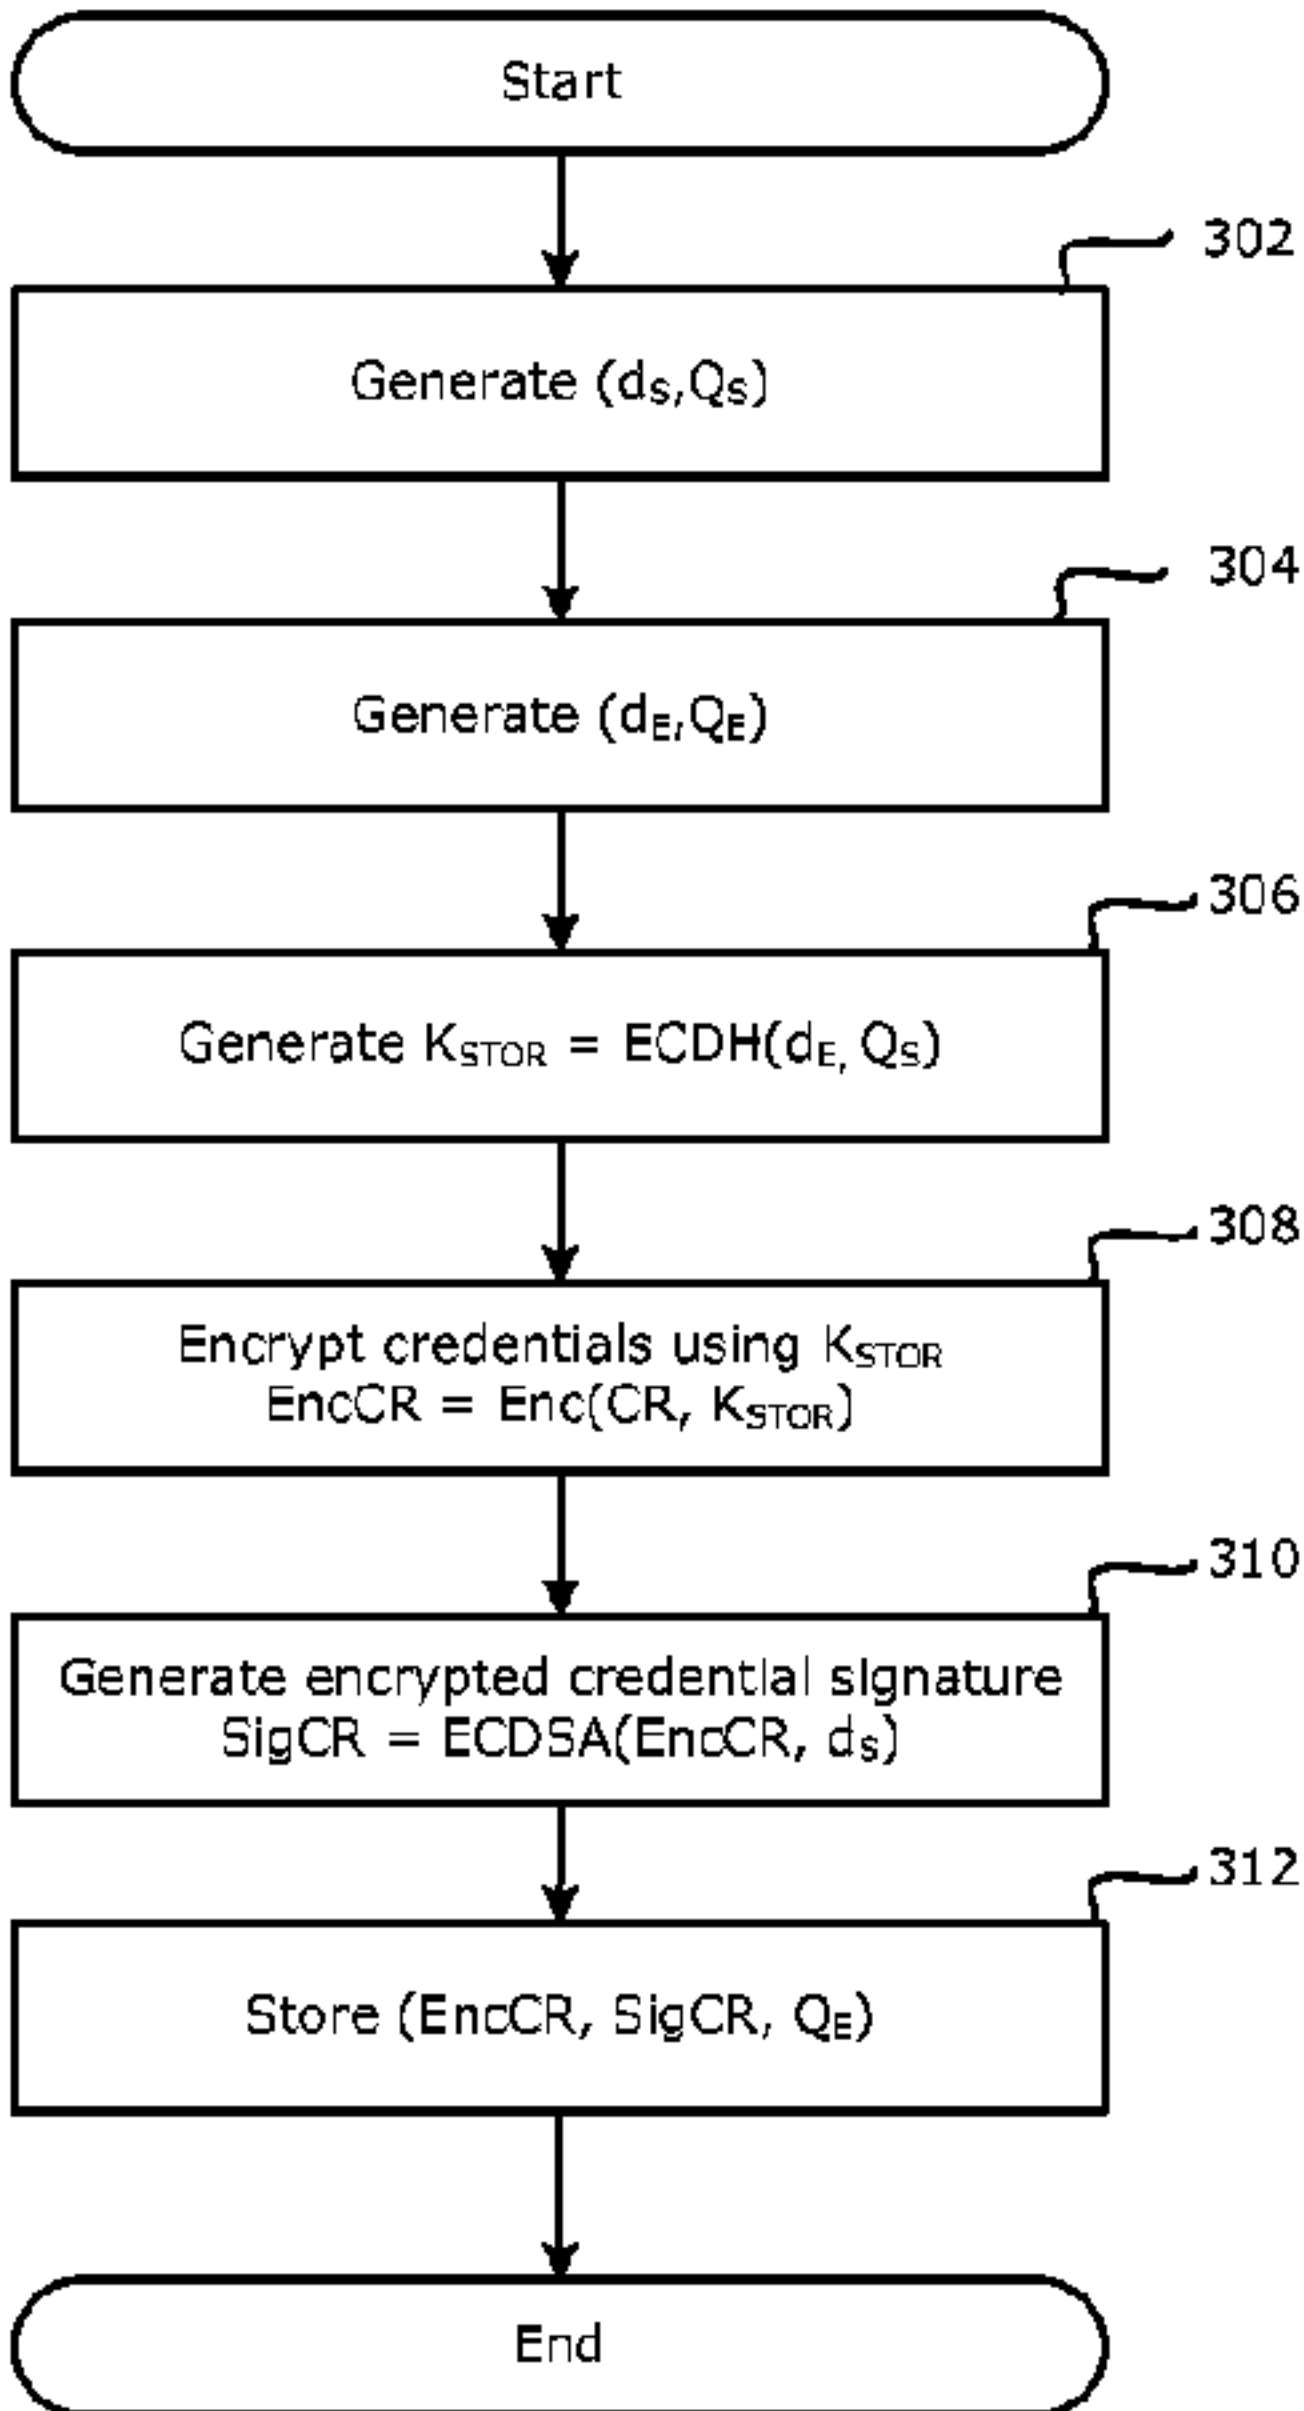 Start
302
Generate (dS,QS)
304
Generate (dE,QE)
306
Generate KSTOR = ECDH(dE, QS)
308
Encrypt credentials using KSTOR
EncCR = Enc(CR, KSTOR)
310
Generate encrypted credential signature
SigCR = ECDSA(EncCR, dS)
312
Store (EncCR, SigCR, QE)
End